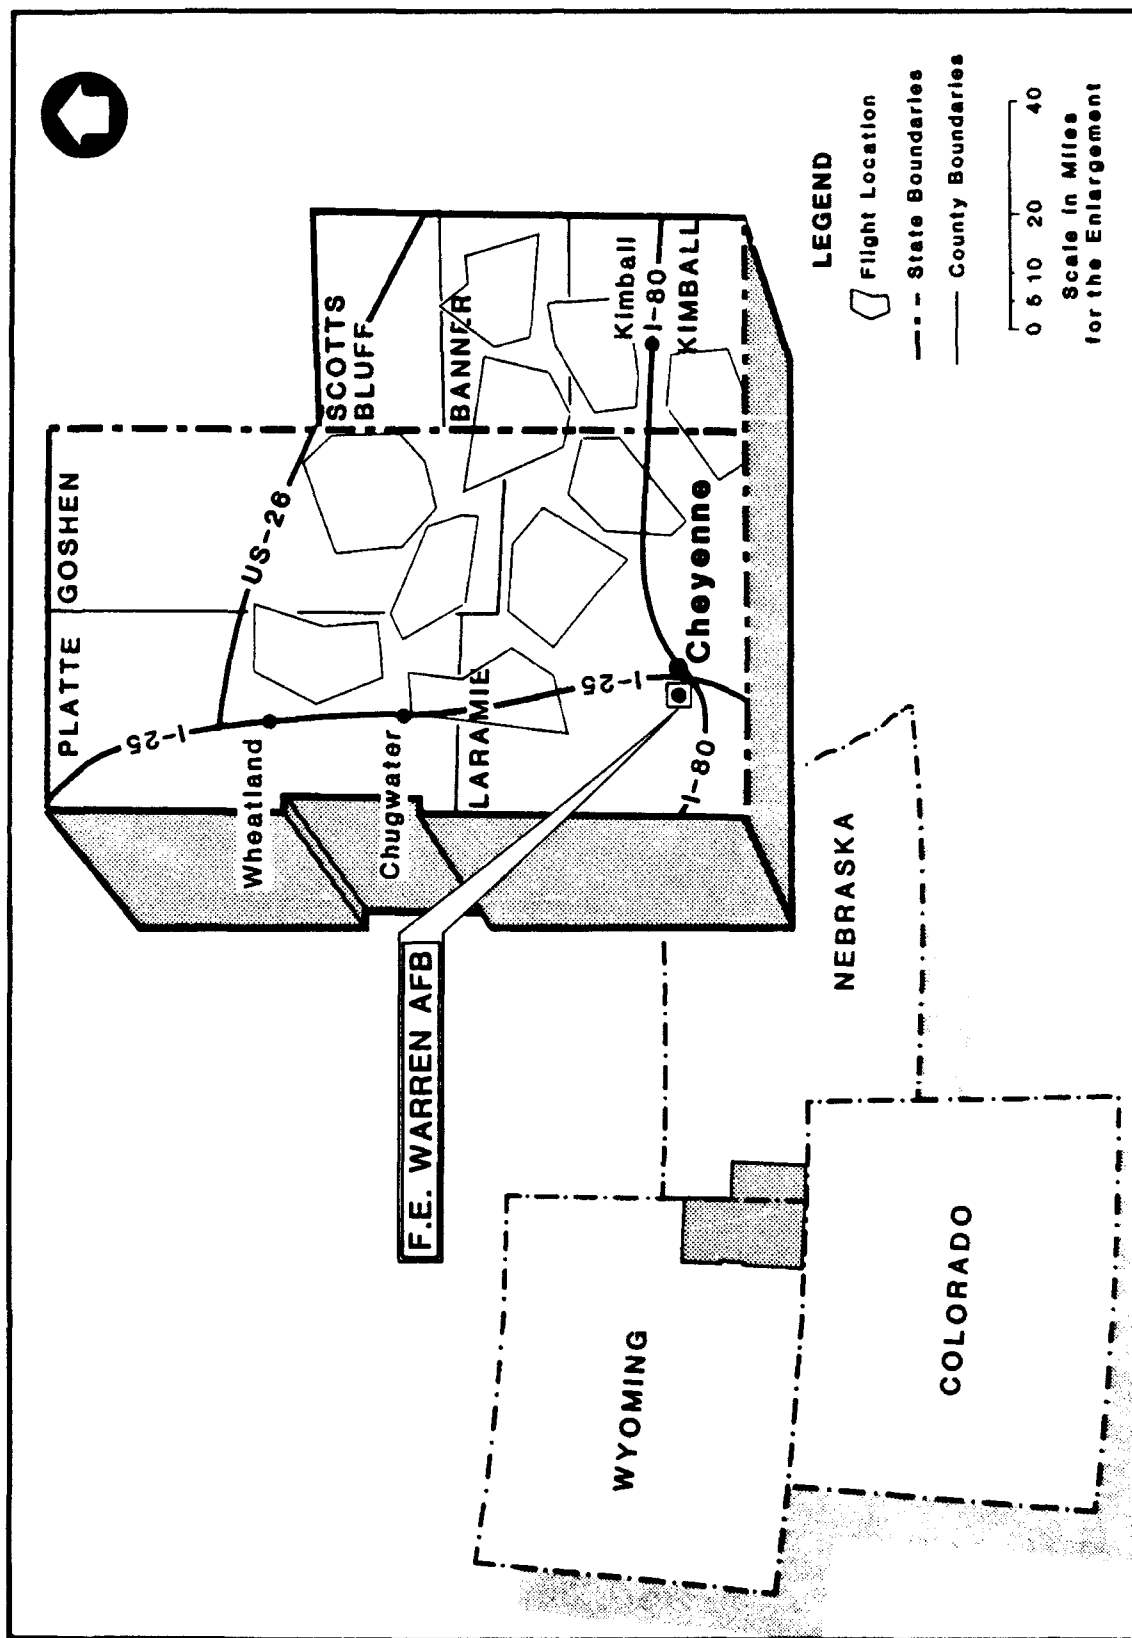 PLATTE
GOSHEN
I-25
US-26
Wheatland
SCOTTS
BLUFF
Chugwater
BANNER
LARAMIE
I-25
Kimball
I-80
KIMBALL
Cheyenne
I-80
F.E. WARREN AFB
WYOMING
NEBRASKA
COLORADO
LEGEND
Flight Location
State Boundaries
County Boundaries
0 5 10 20 40
Scale in Miles
for the Enlargement